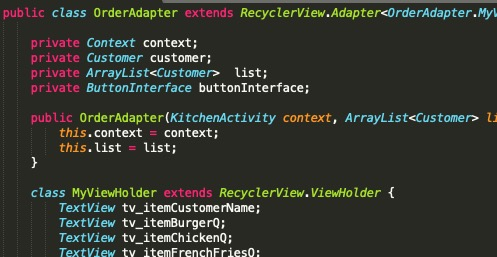 public class OrderAdapter extends RecyclerView.Adapter<OrderAdapter.MyV
private Context context;
private Customer customer;
private ArrayList<Customer>  list;
private ButtonInterface buttonInterface;
public OrderAdapter(KitchenActivity context, ArrayList<Customer> li
this.context = context;
this.list = list;
}
class MyViewHolder extends RecyclerView.ViewHolder {
TextView tv_itemCustomerName;
TextView tv_itemBurgerQ;
TextView tv_itemChickenQ;
TextView tv_itemFrenchFriesQ;